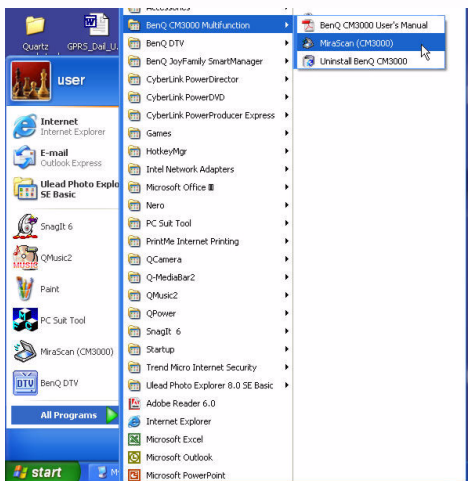 Quartz
GPRS_Dail_U.
user
Internet
Internet Explorer
E-mail
Outlook Express
Ulead Photo Explo
SE Basic
SnagIt 6
QMusic2
Paint
PC Suit Tool
MiraScan (CM3000)
BenQ DTV
All Programs
start
Accessories
BenQ CM3000 Multifunction
BenQ DTV
BenQ JoyFamily SmartManager
CyberLink PowerDirector
CyberLink PowerDVD
CyberLink PowerProducer Express
Games
HotkeyMgr
Intel Network Adapters
Microsoft Office
Nero
PC Suit Tool
PrintMe Internet Printing
QCamera
Q-MediaBar2
QMusic2
QPower
SnagIt 6
Startup
Trend Micro Internet Security
Ulead Photo Explorer 8.0 SE Basic
Adobe Reader 6.0
Internet Explorer
Microsoft Excel
Microsoft Outlook
Microsoft PowerPoint
BenQ CM3000 User's Manual
MiraScan (CM3000)
Uninstall BenQ CM3000